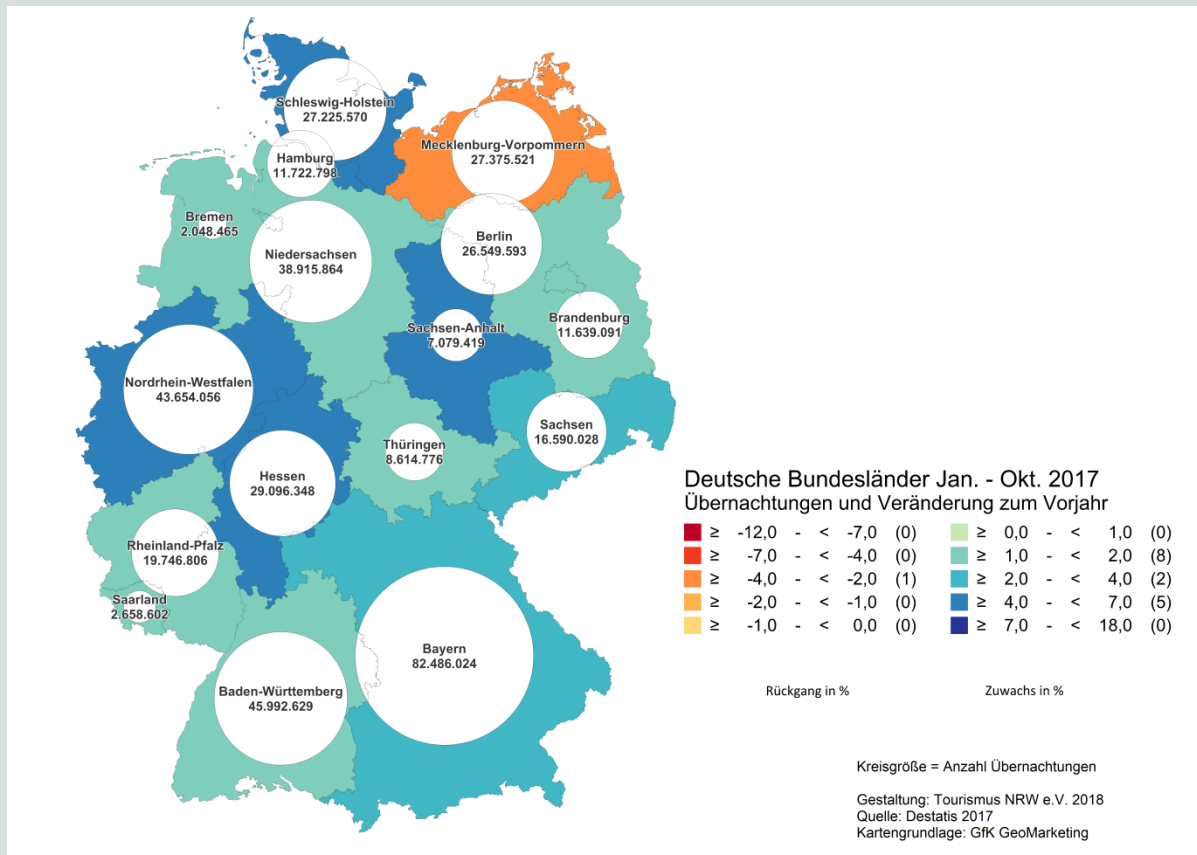 Schleswig-Holstein
27.225.570
Mecklenburg-Vorpommern
27.375.521
Hamburg
11.722.798
Bremen
2.048.465
Niedersachsen
38.915.864
Berlin
26.549.593
Sachsen-Anhalt
7.079.419
Brandenburg
11.639.091
Nordrhein-Westfalen
43.654.056
Sachsen
16.590.028
Thüringen
8.614.776
Hessen
29.096.348
Rheinland-Pfalz
19.746.806
Saarland
2.658.602
Bayern
82.486.024
Baden-Württemberg
45.992.629
Deutsche Bundesländer Jan. - Okt. 2017
Übernachtungen und Veränderung zum Vorjahr
≥ -12,0 - < -7,0 (0)
≥ -7,0 - < -4,0 (0)
≥ -4,0 - < -2,0 (1)
≥ -2,0 - < -1,0 (0)
≥ -1,0 - < 0,0 (0)
≥ 0,0 - < 1,0 (0)
≥ 1,0 - < 2,0 (8)
≥ 2,0 - < 4,0 (2)
≥ 4,0 - < 7,0 (5)
≥ 7,0 - < 18,0 (0)
Rückgang in %
Zuwachs in %
Kreisgröße = Anzahl Übernachtungen
Gestaltung: Tourismus NRW e.V. 2018
Quelle: Destatis 2017
Kartengrundlage: GfK GeoMarketing